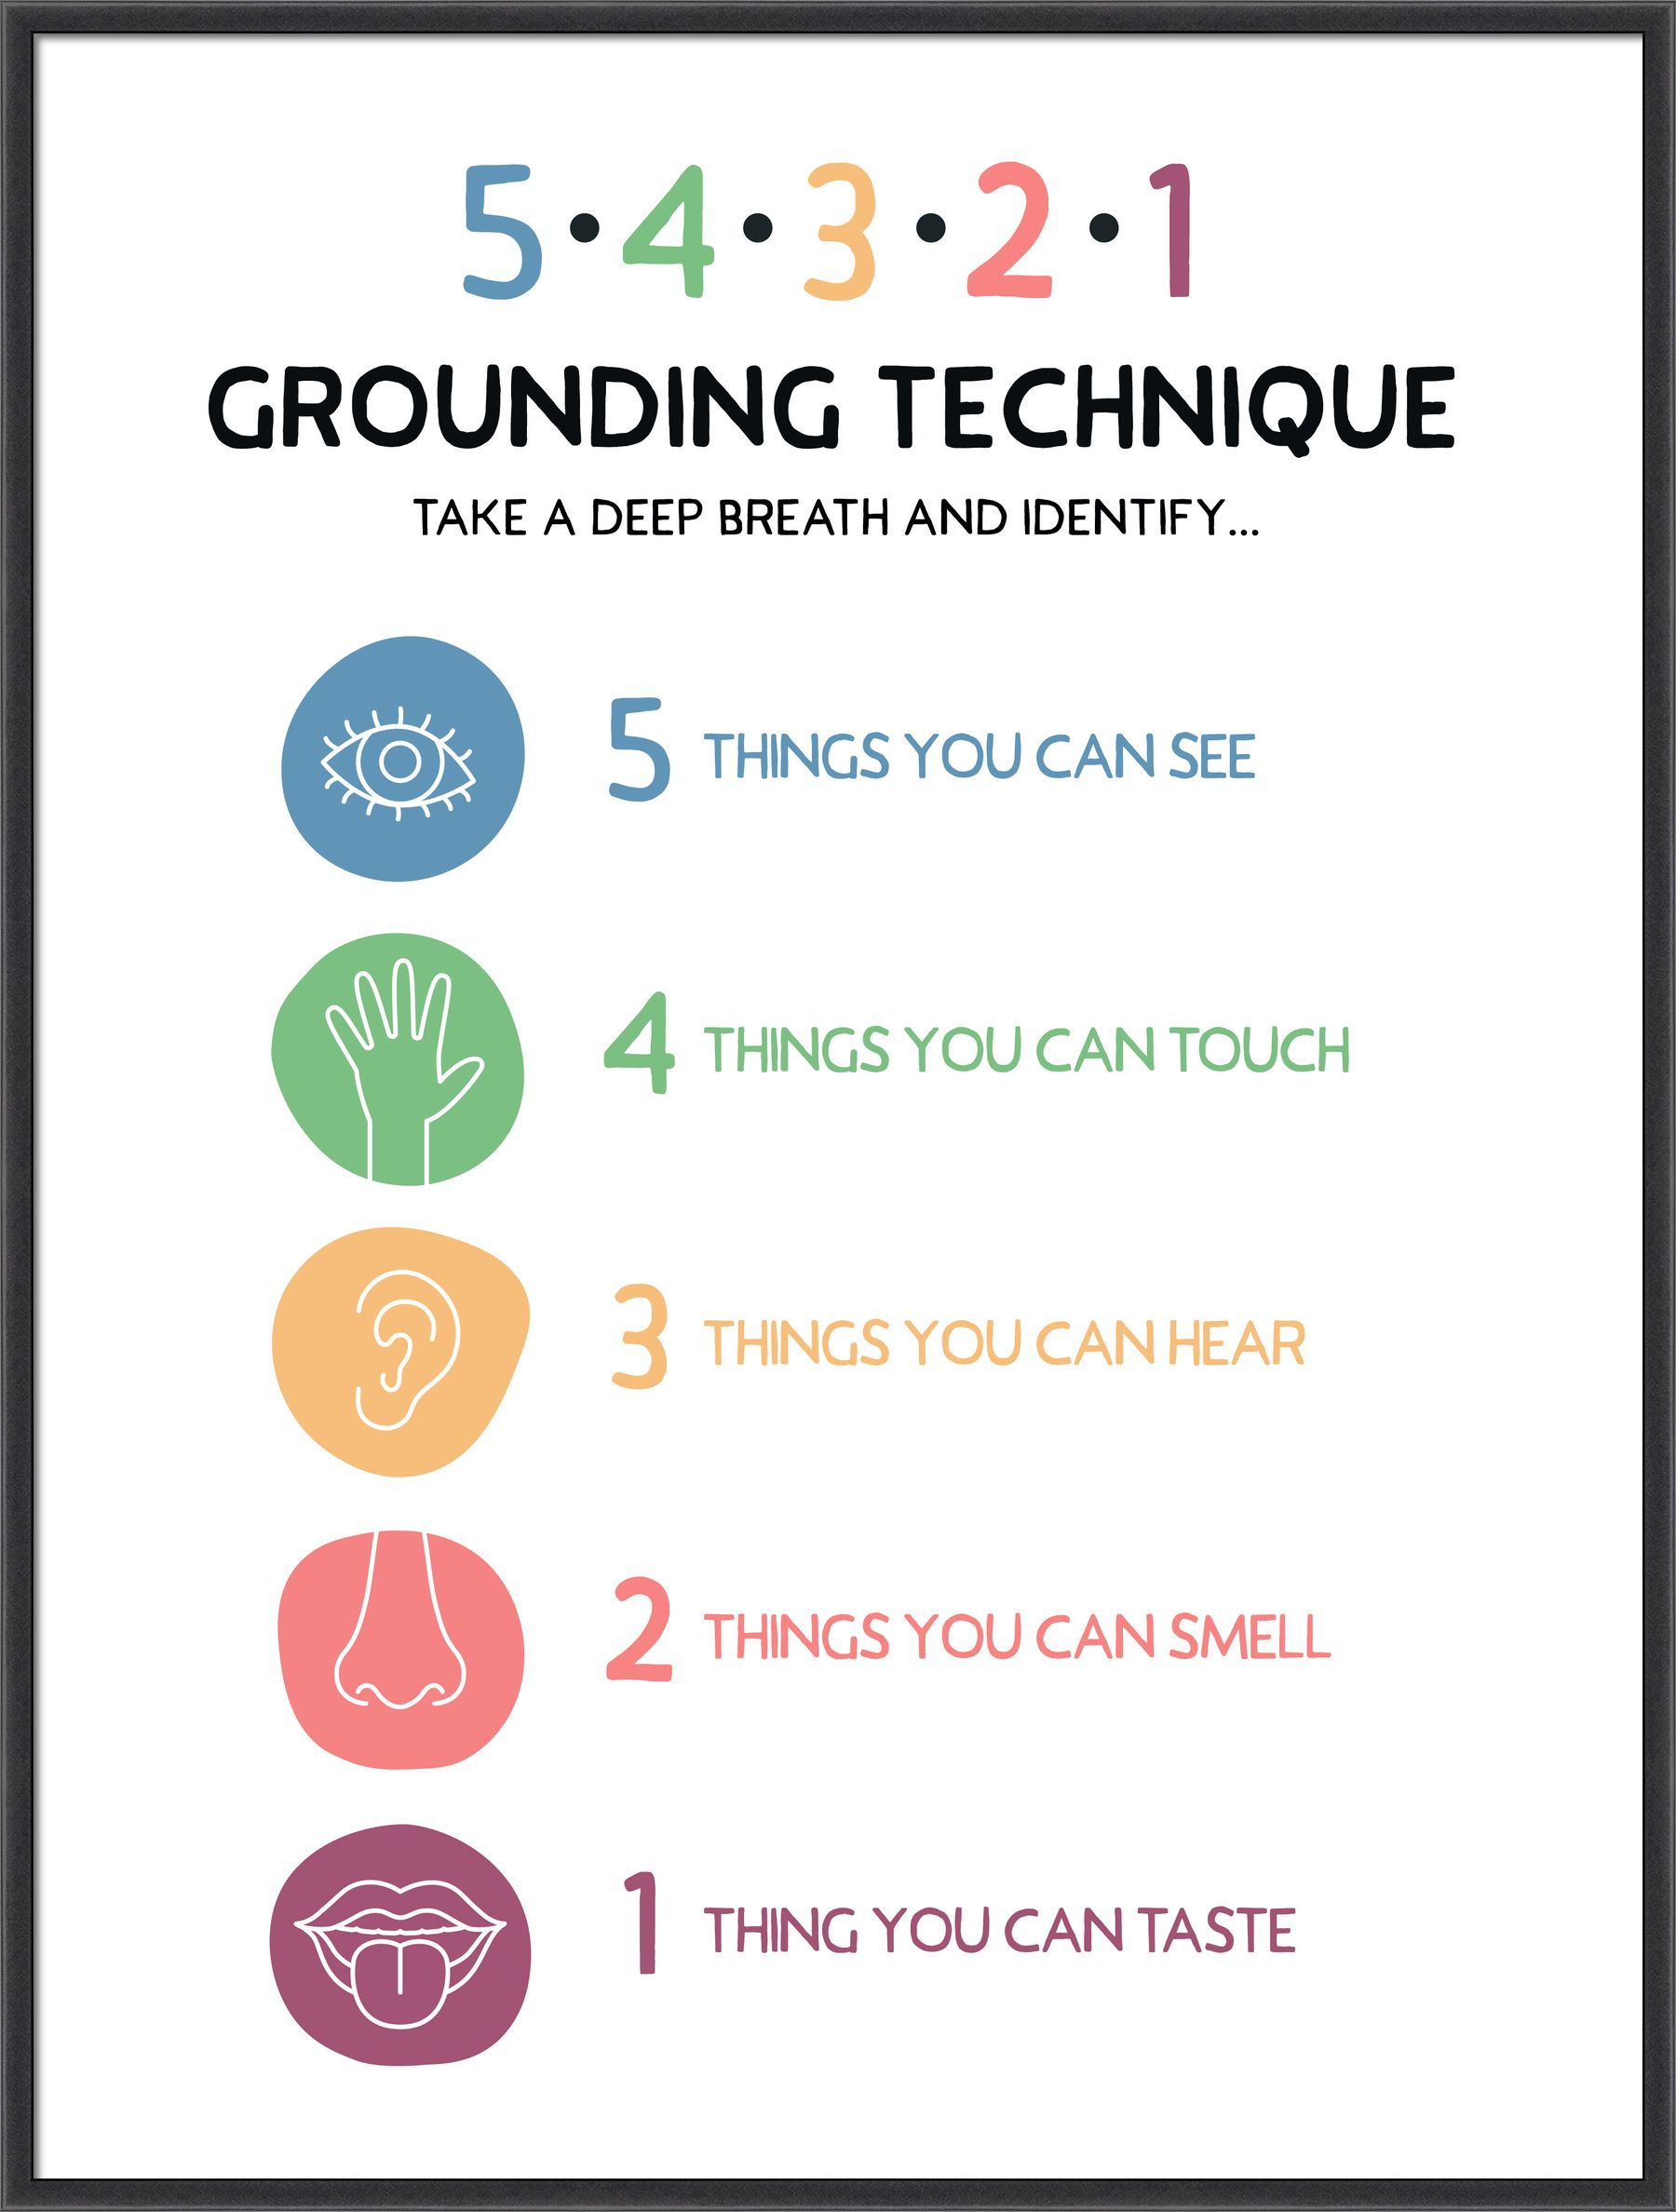 5•4•3•2•1
GROUNDING TECHNIQUE
TAKE A DEEP BREATH AND IDENTIFY...
5 THINGS YOU CAN SEE
4 THINGS YOU CAN TOUCH
3 THINGS YOU CAN HEAR
2 THINGS YOU CAN SMELL
1 THING YOU CAN TASTE